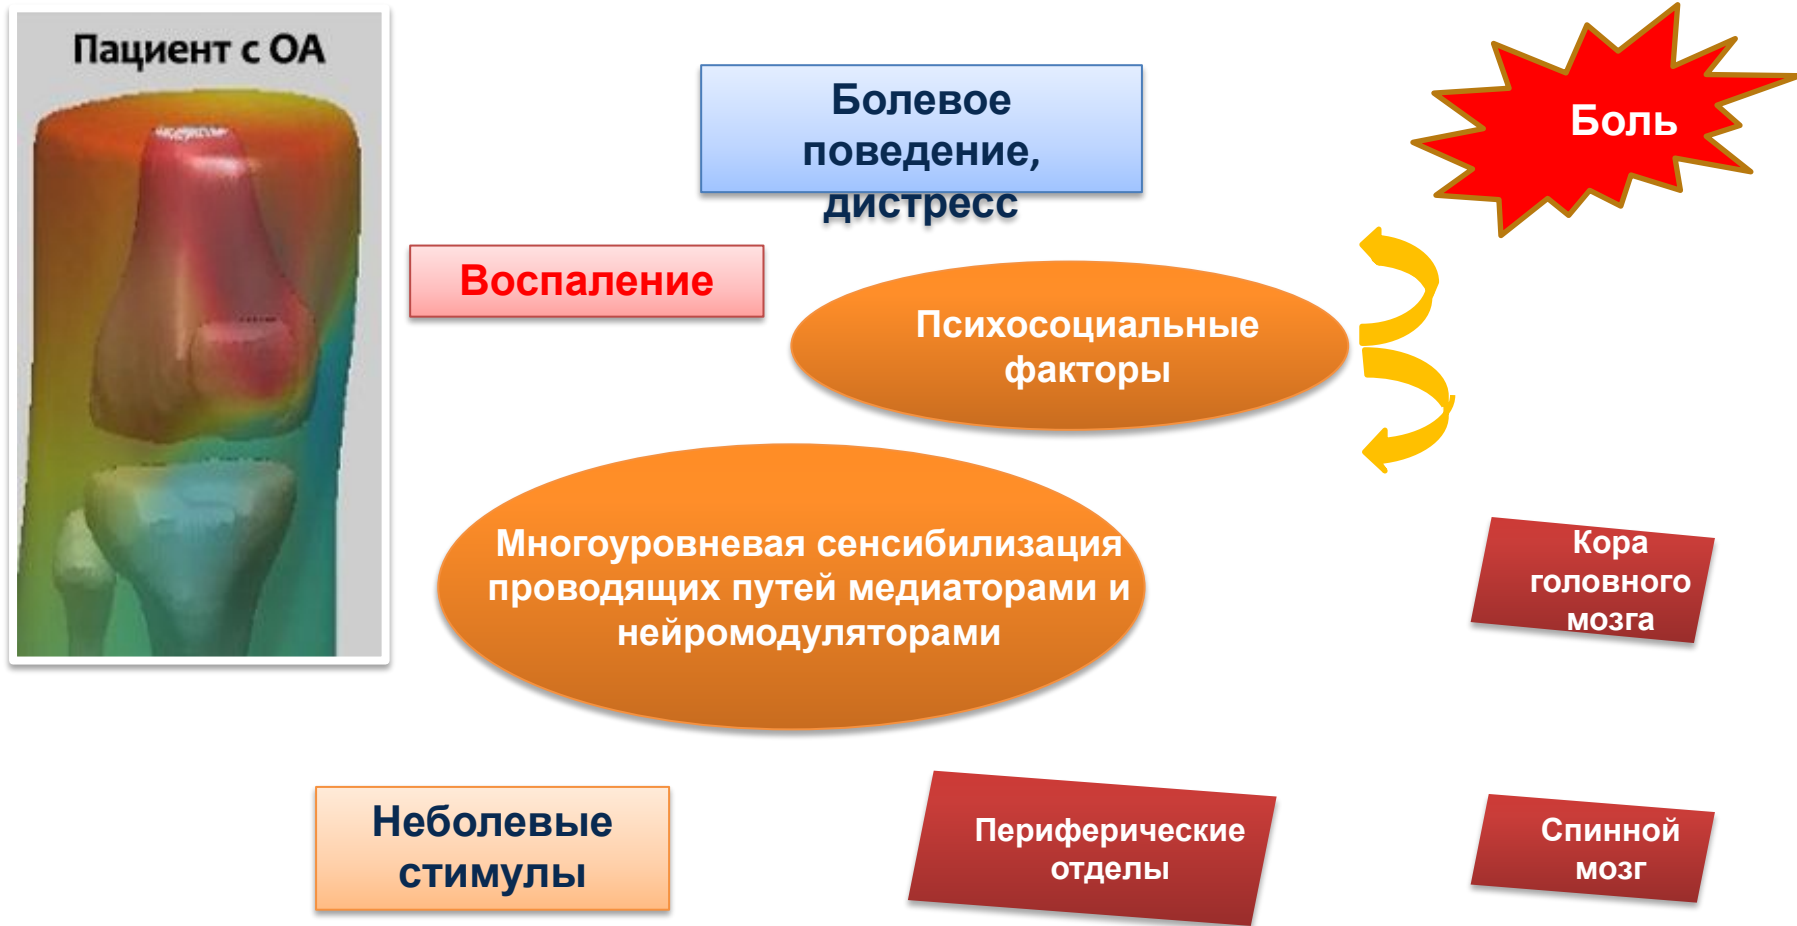 Пациент с ОА
Болевое
поведение,
дистресс
Боль
Воспаление
Психосоциальные
факторы
Многоуровневая сенсибилизация
проводящих путей медиаторами и
нейромодуляторами
Кора
головного
мозга
Неболевые
стимулы
Периферические
отделы
Спинной
мозг